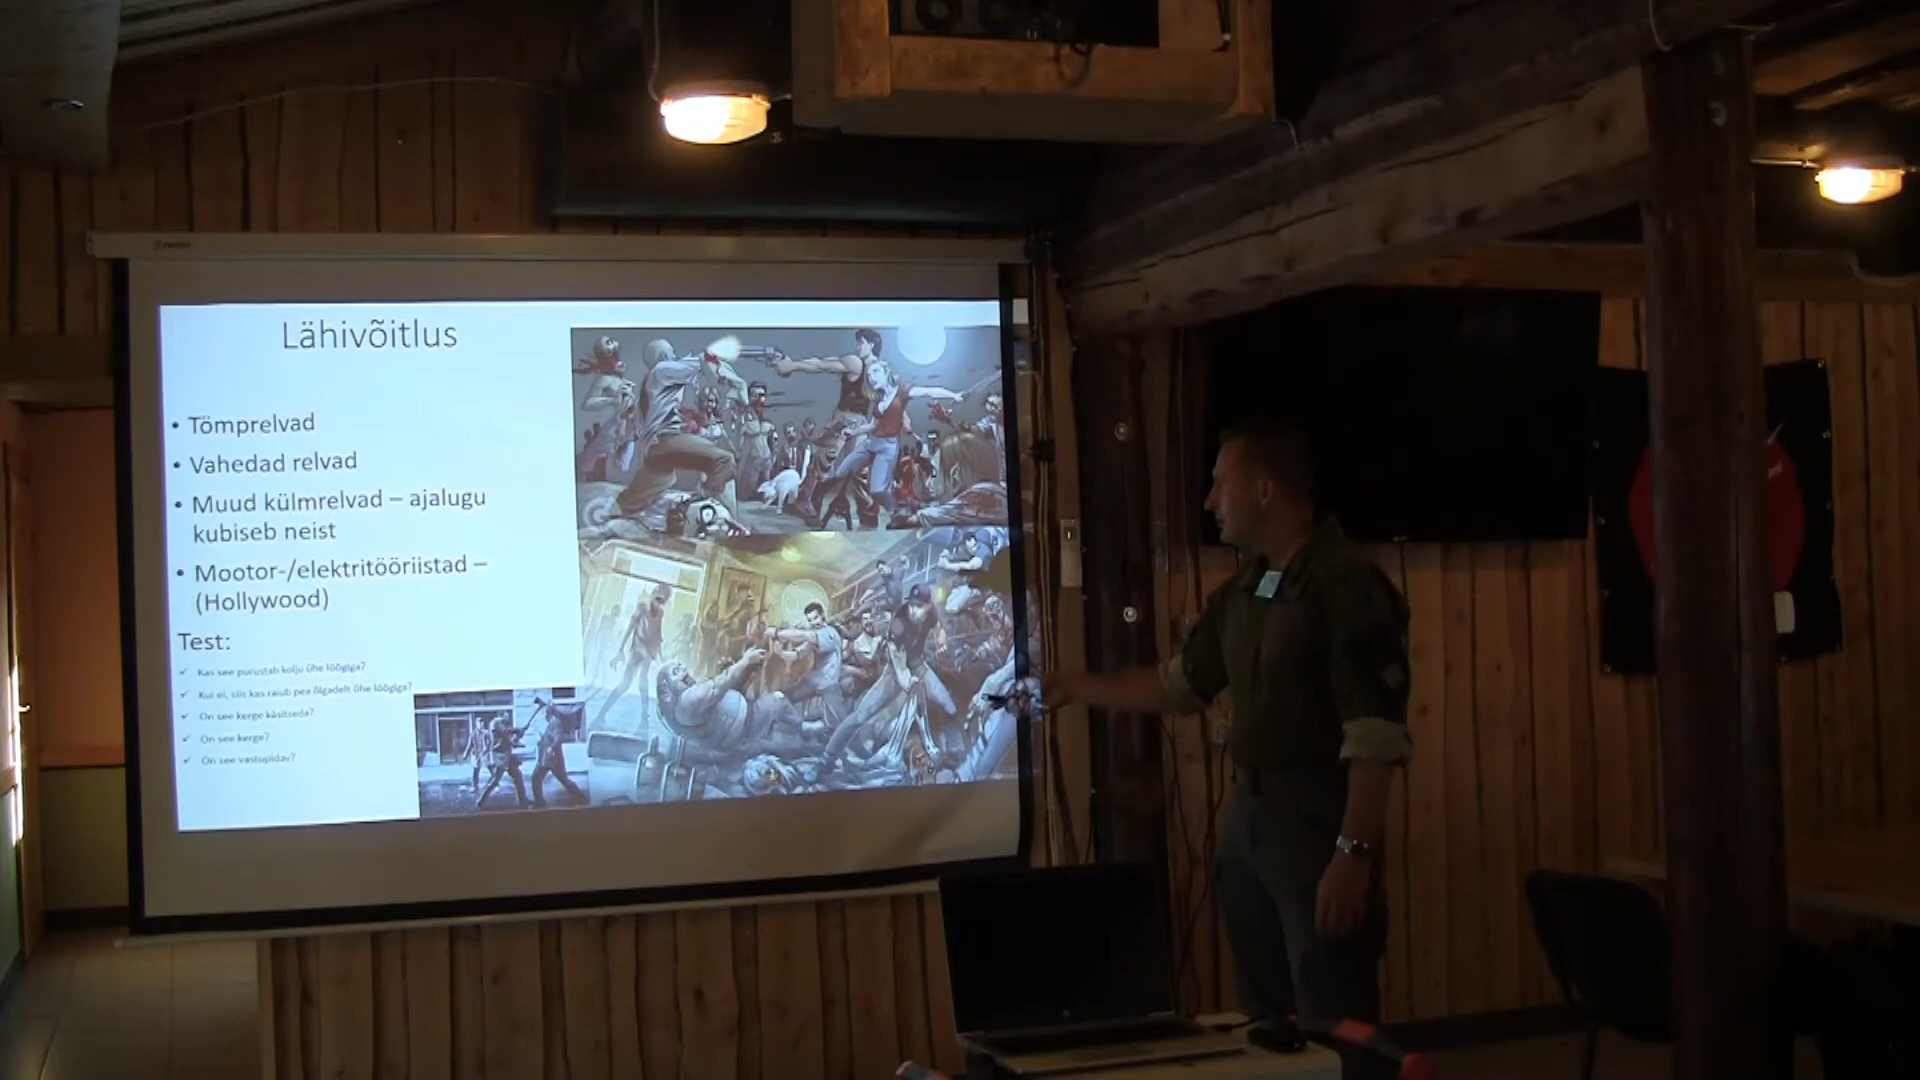 Lähivõitlus
• Tömprelvad
• Vahedad relvad
• Muud külmrelvad – ajalugu
kubiseb neist
• Mootor-/elektritööriistad –
(Hollywood)
Test:
✓ Kas see purustab kolju ühe löögiga?
✓ Kui ei, siis kas raiub pea õlgadelt ühe löögiga?
✓ On see kerge käsitseda?
✓ On see kerge?
✓ On see vastupidav?